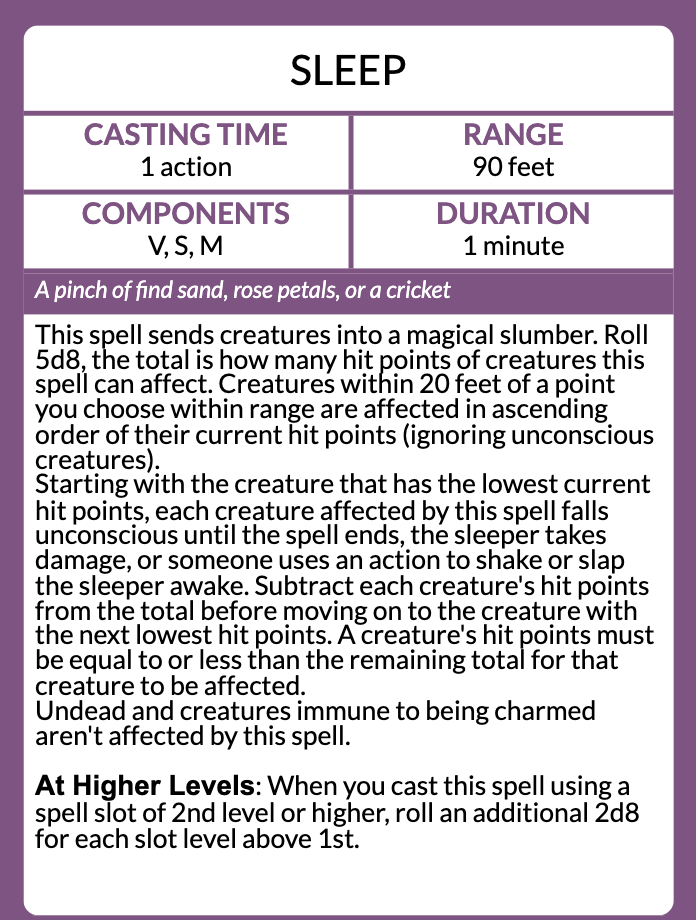 SLEEP
CASTING TIME
1 action
RANGE
90 feet
COMPONENTS
V, S, M
DURATION
1 minute
A pinch of find sand, rose petals, or a cricket
This spell sends creatures into a magical slumber. Roll
5d8, the total is how many hit points of creatures this
spell can affect. Creatures within 20 feet of a point
you choose within range are affected in ascending
order of their current hit points (ignoring unconscious
creatures).
Starting with the creature that has the lowest current
hit points, each creature affected by this spell falls
unconscious until the spell ends, the sleeper takes
damage, or someone uses an action to shake or slap
the sleeper awake. Subtract each creature's hit points
from the total before moving on to the creature with
the next lowest hit points. A creature's hit points must
be equal to or less than the remaining total for that
creature to be affected.
Undead and creatures immune to being charmed
aren't affected by this spell.
At Higher Levels: When you cast this spell using a
spell slot of 2nd level or higher, roll an additional 2d8
for each slot level above 1st.